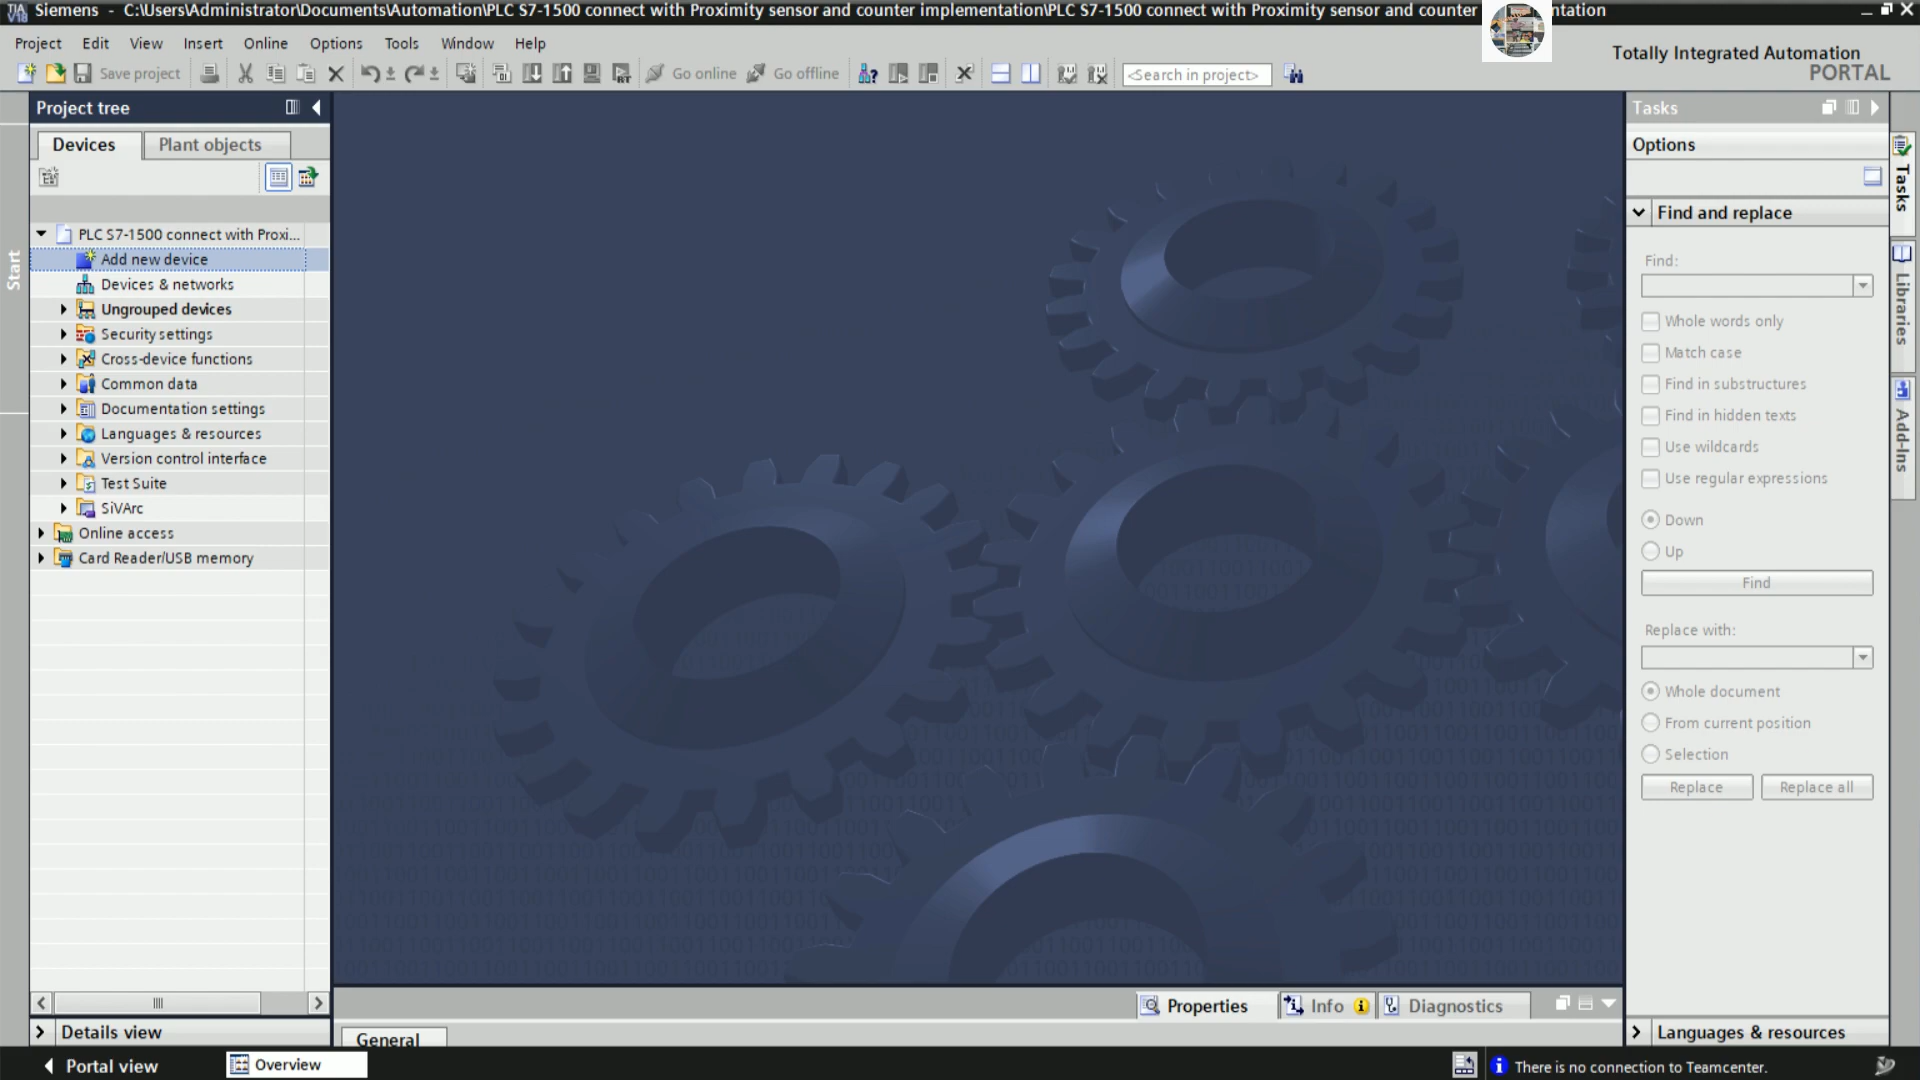 Siemens - C:\Users\Administrator\Documents\Automation\PLC S7-1500 connect with Proximity sensor and counter implementation\PLC S7-1500 connect with Proximity sensor and counter ntation
Project Edit View Insert Online Options Tools Window Help
Totally Integrated Automation
PORTAL
Save project Go online Go offline <Search in project>
Project tree
Devices Plant objects
Start
PLC S7-1500 connect with Proxi...
Add new device
Devices & networks
Ungrouped devices
Security settings
Cross-device functions
Common data
Documentation settings
Languages & resources
Version control interface
Test Suite
SiVArc
Online access
Card Reader/USB memory
Details view
Properties Info Diagnostics
General
Tasks
Options
Find and replace
Find:
Whole words only
Match case
Find in substructures
Find in hidden texts
Use wildcards
Use regular expressions
Down
Up
Find
Replace with:
Whole document
From current position
Selection
Replace Replace all
Languages & resources
Tasks
Libraries
Add-Ins
Portal view Overview There is no connection to Teamcenter.